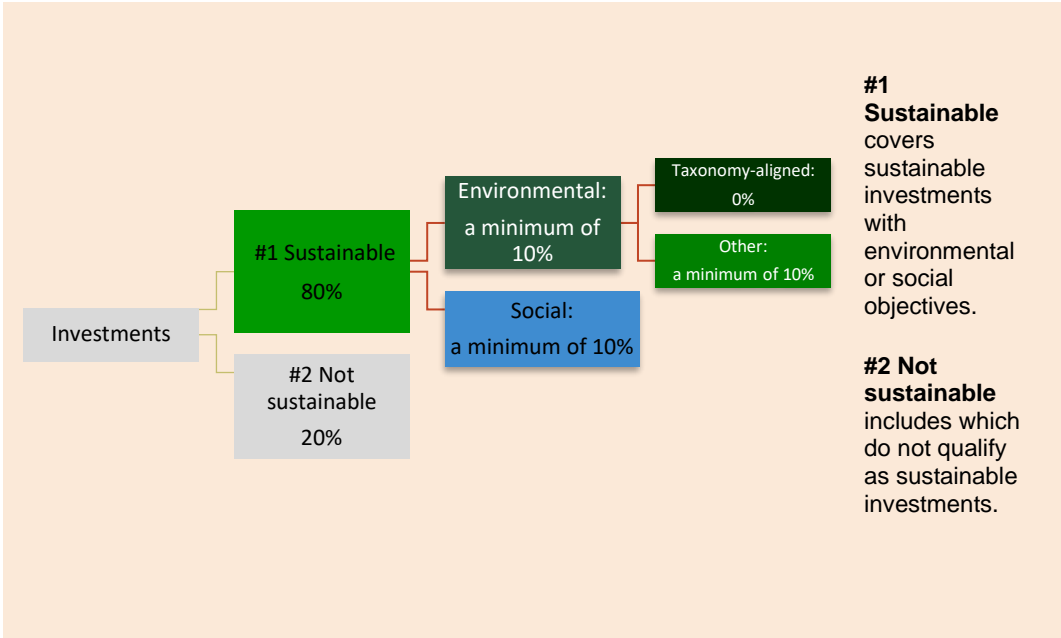 Investments
#1 Sustainable
80%
#2 Not
sustainable
20%
Environmental:
a minimum of
10%
Social:
a minimum of 10%
Taxonomy-aligned:
0%
Other:
a minimum of 10%
#1
Sustainable
covers
sustainable
investments
with
environmental
or social
objectives.
#2 Not
sustainable
includes which
do not qualify
as sustainable
investments.